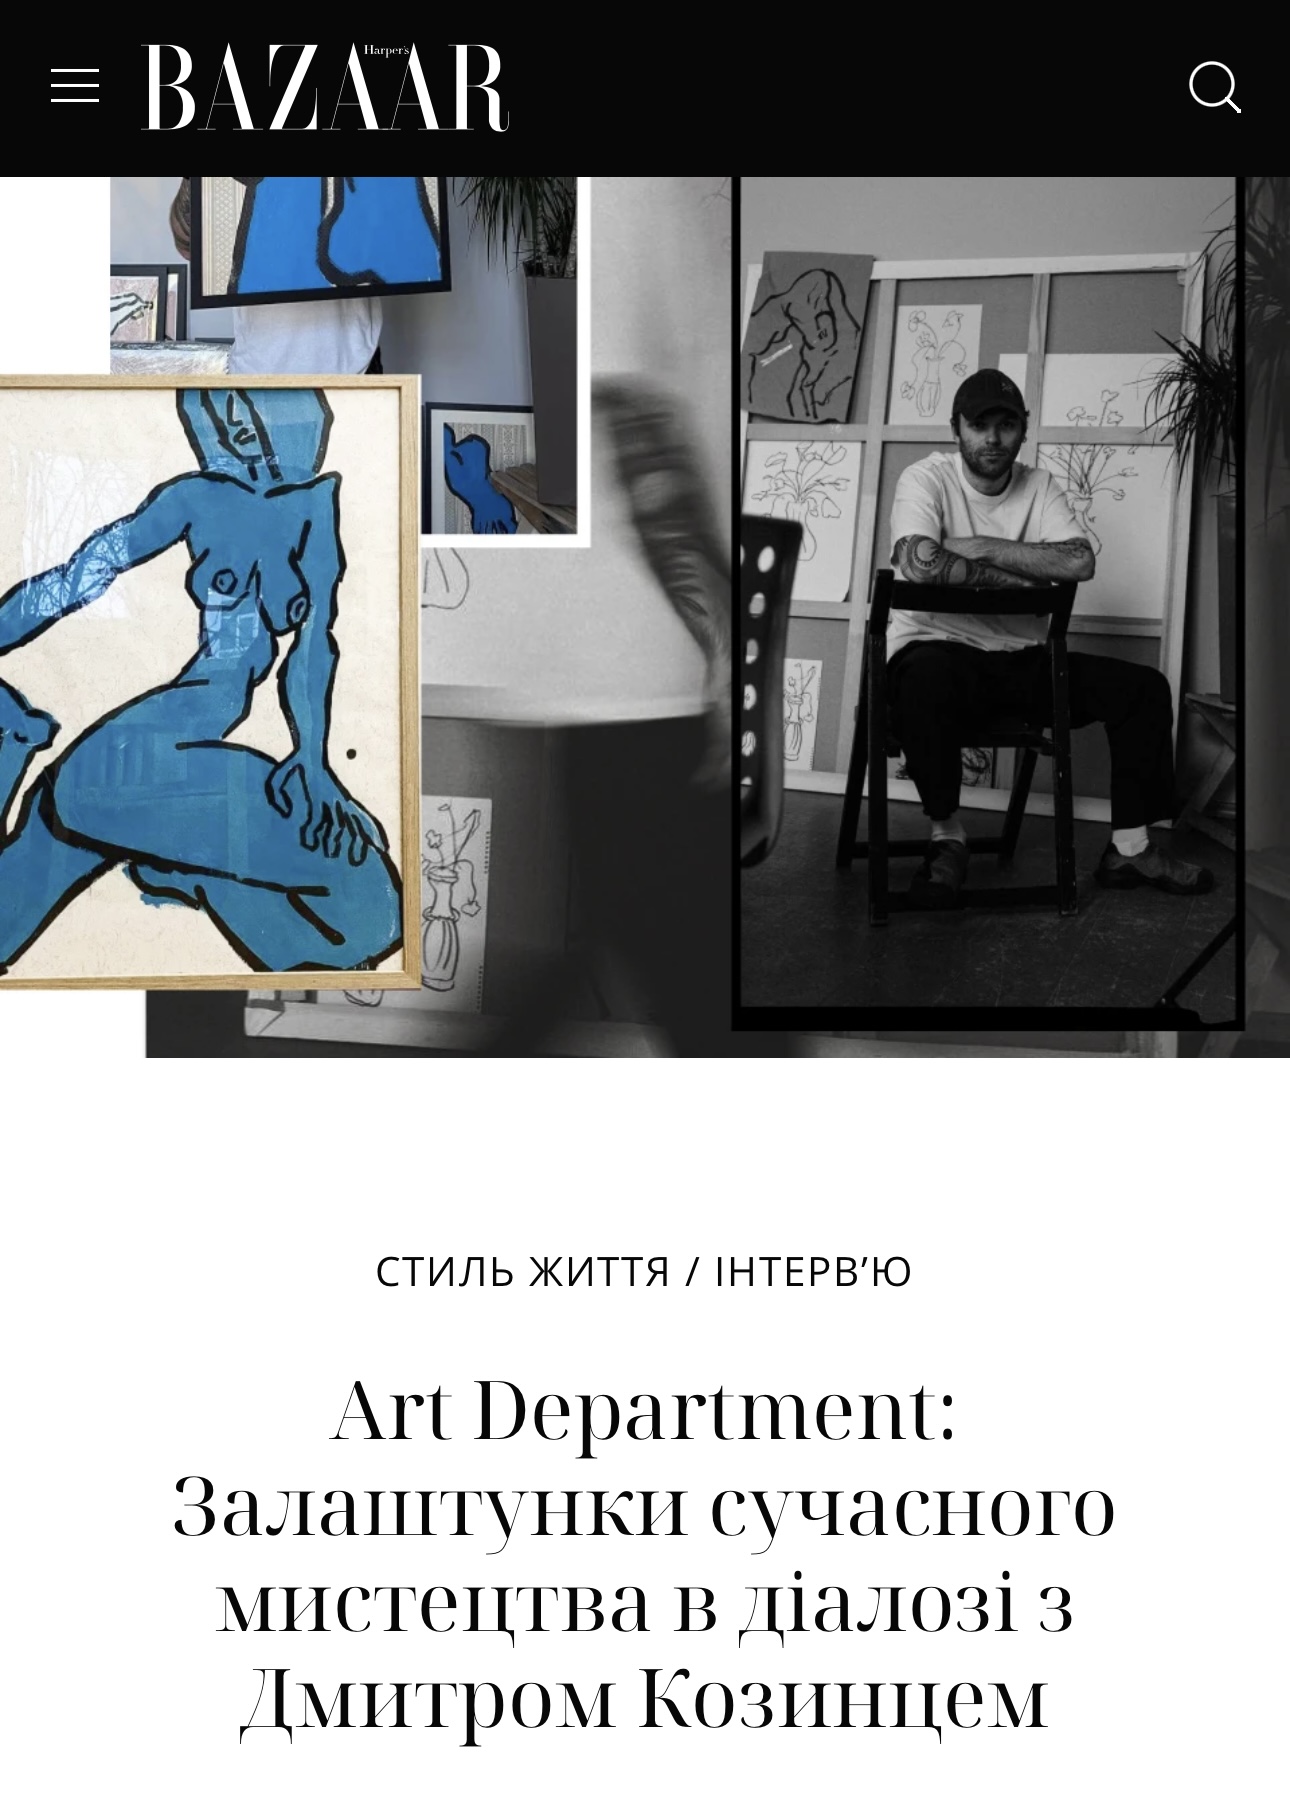 Harper's
BAZAAR
СТИЛЬ ЖИТТЯ / ІНТЕРВ’Ю
Art Department:
Залаштунки сучасного
мистецтва в діалозі з
Дмитром Козинцем